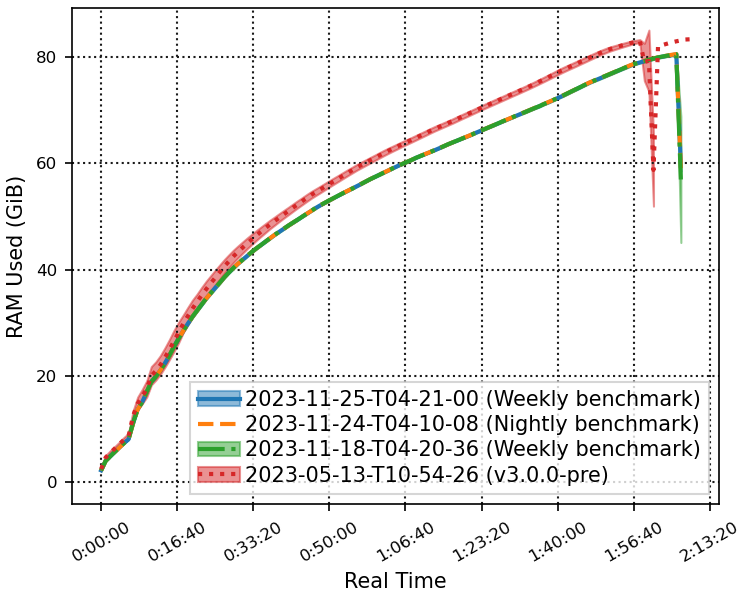 80
60
40
20
0
RAM Used (GiB)
2023-11-25-T04-21-00 (Weekly benchmark)
2023-11-24-T04-10-08 (Nightly benchmark)
2023-11-18-T04-20-36 (Weekly benchmark)
2023-05-13-T10-54-26 (v3.0.0-pre)
0:00:00 0:16:40 0:33:20 0:50:00 1:06:40 1:23:20 1:40:00 1:56:40 2:13:20
Real Time